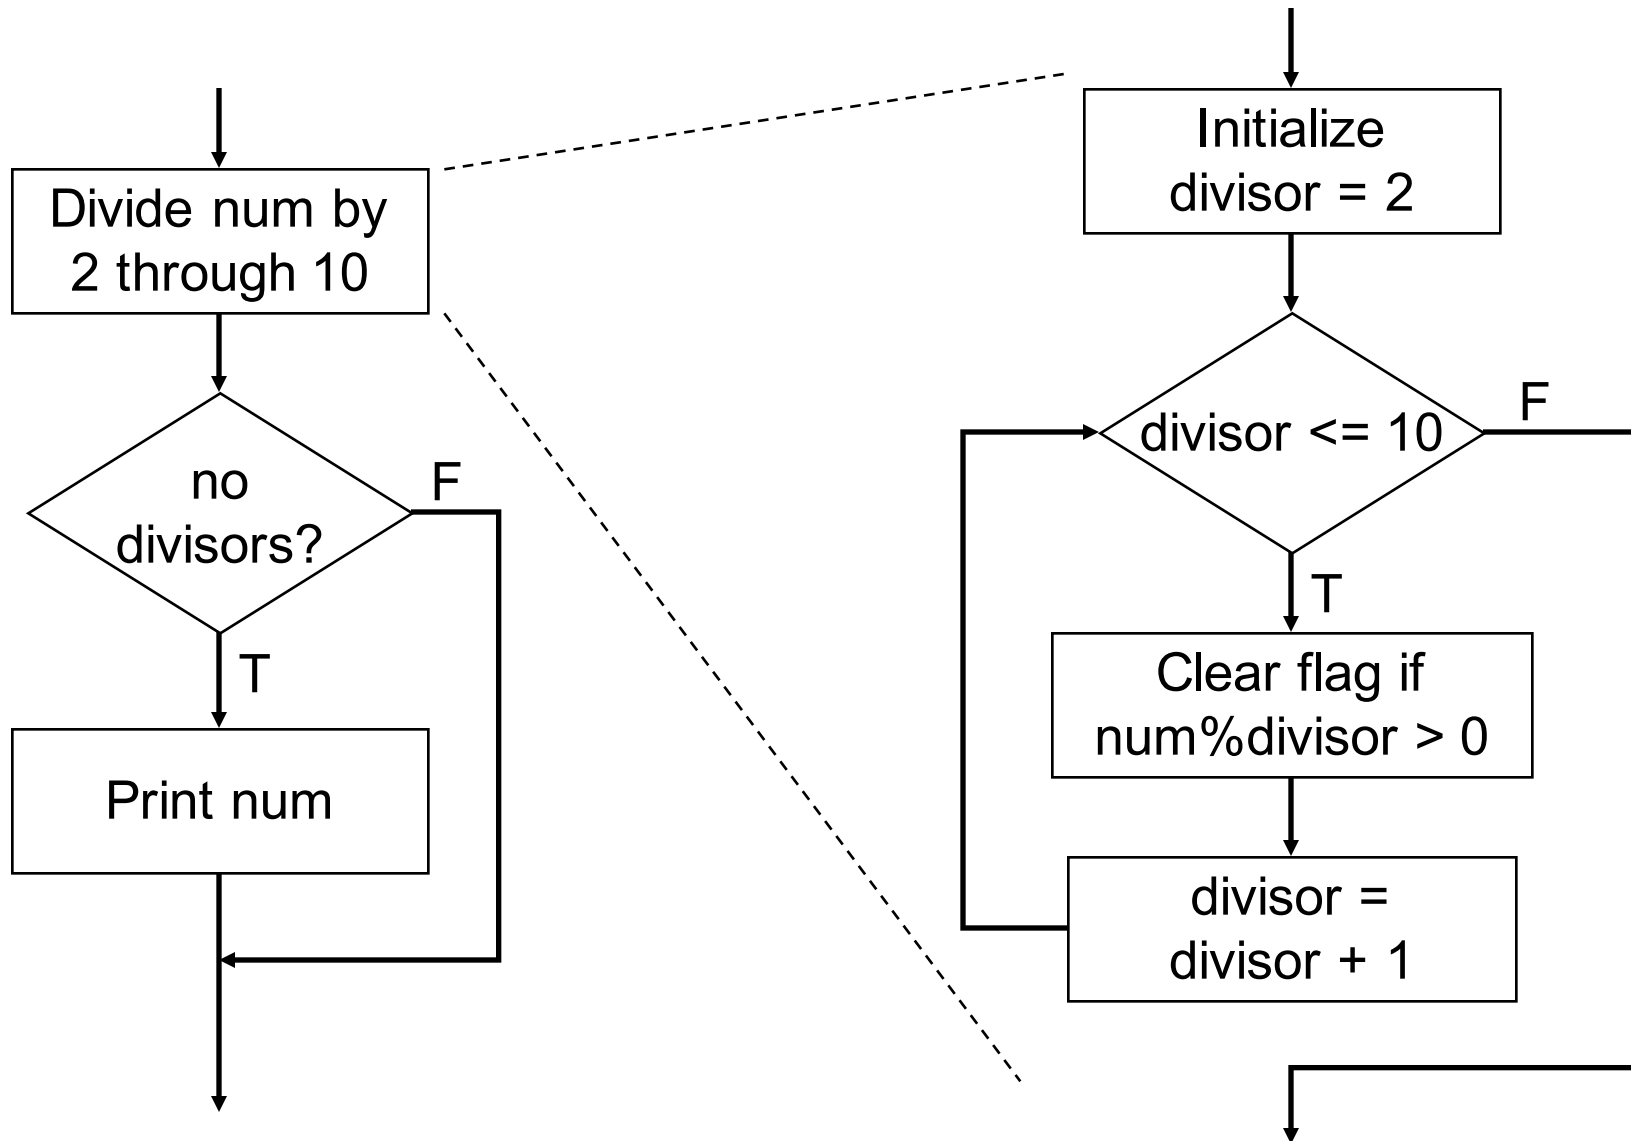 Divide num by
2 through 10
no
divisors?
F
T
Print num
Initialize
divisor = 2
divisor <= 10
F
T
Clear flag if
num%divisor > 0
divisor =
divisor + 1